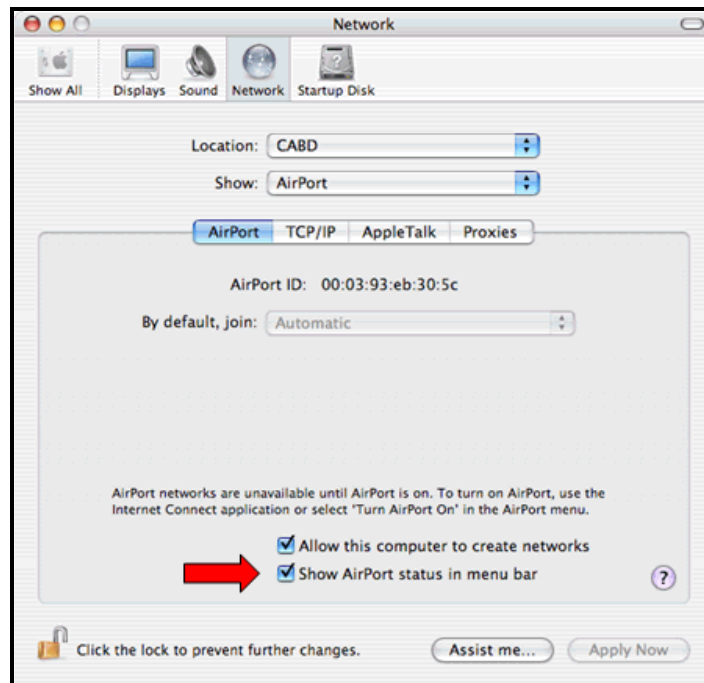 Network
Show All Displays Sound Network Startup Disk
Location: CABD
Show: AirPort
AirPort TCP/IP AppleTalk Proxies
AirPort ID: 00:03:93:eb:30:5c
By default, join: Automatic
AirPort networks are unavailable until AirPort is on. To turn on AirPort, use the
Internet Connect application or select "Turn AirPort On" in the AirPort menu.
Allow this computer to create networks
Show AirPort status in menu bar
?
Click the lock to prevent further changes. Assist me... Apply Now